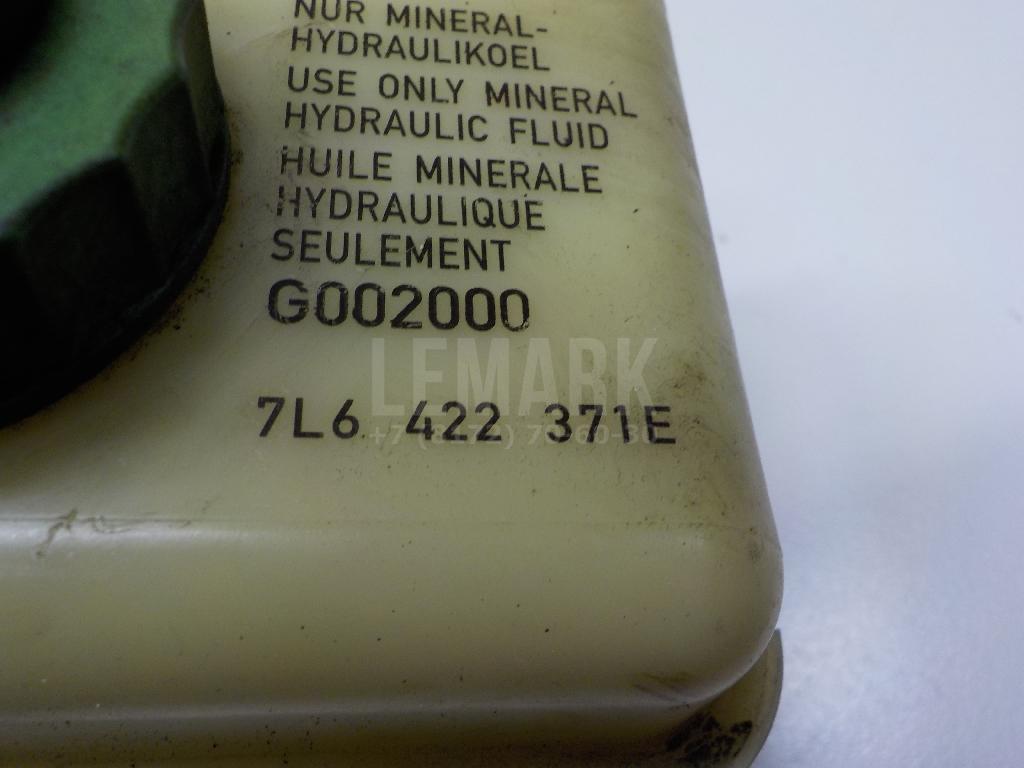 NUR MINERAL-
HYDRAULIKOEL
USE ONLY MINERAL
HYDRAULIC FLUID
HUILE MINERALE
HYDRAULIQUE
SEULEMENT
G002000
LEMARK
7L6 422 371E